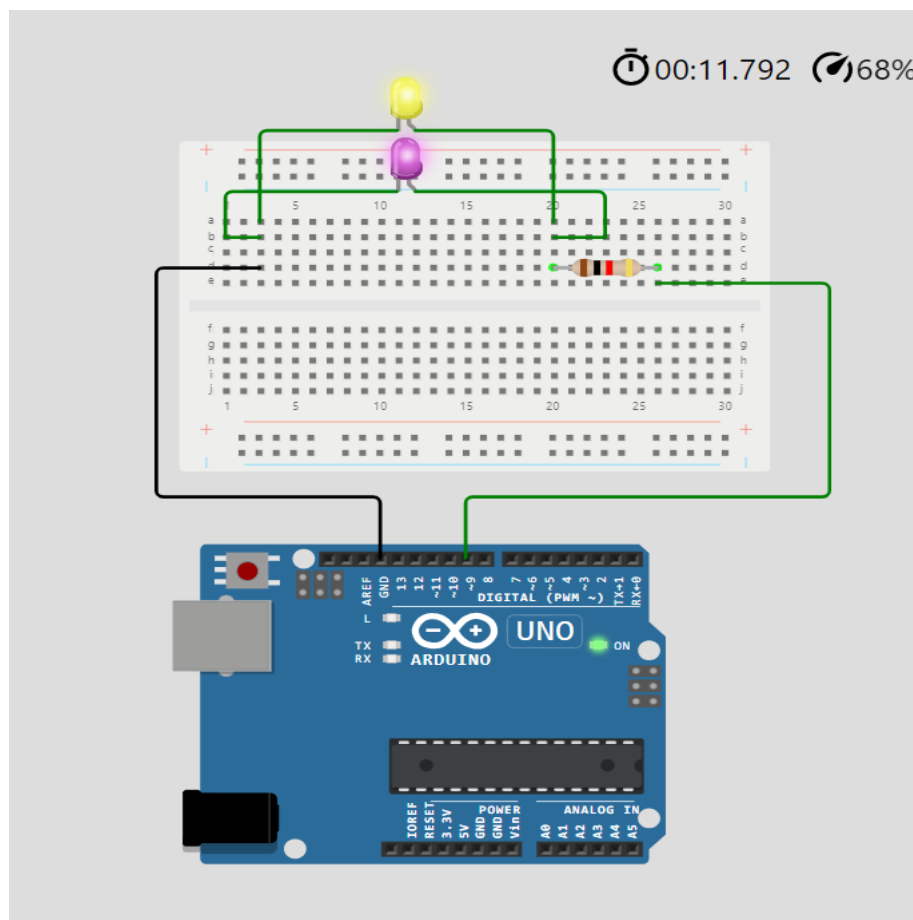 00:11.792 68%
+ +
1 5 10 15 20 25 30
a a
b b
c c
d d
e e
f f
g g
h h
i i
j j
1 5 10 15 20 25 30
+ +
AREF GND 13 12 ~11 ~10 ~9 8 7 ~6 ~5 4 ~3 2 TX→1 RX←0
DIGITAL (PWM ~)
L
UNO
TX ON
RX ARDUINO
IOREF RESET 3.3V 5V GND GND Vin A0 A1 A2 A3 A4 A5
POWER ANALOG IN